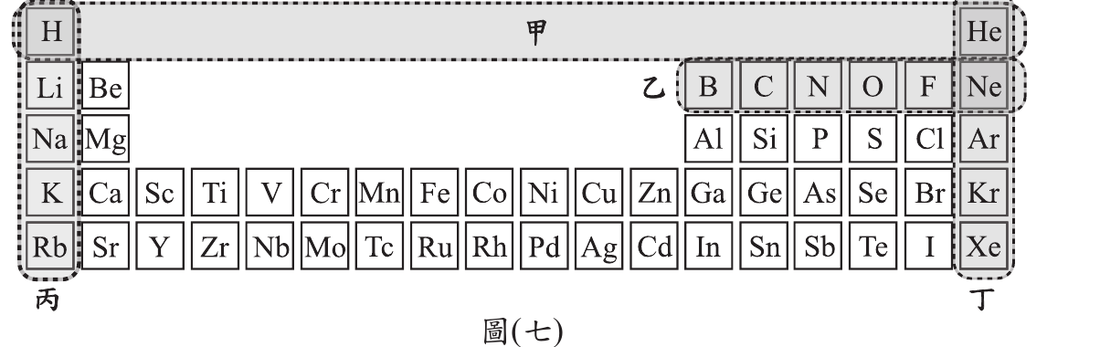 H 甲 He
Li Be 乙 B C N O F Ne
Na Mg Al Si P S Cl Ar
K Ca Sc Ti V Cr Mn Fe Co Ni Cu Zn Ga Ge As Se Br Kr
Rb Sr Y Zr Nb Mo Tc Ru Rh Pd Ag Cd In Sn Sb Te I Xe
丙 丁
圖(七)